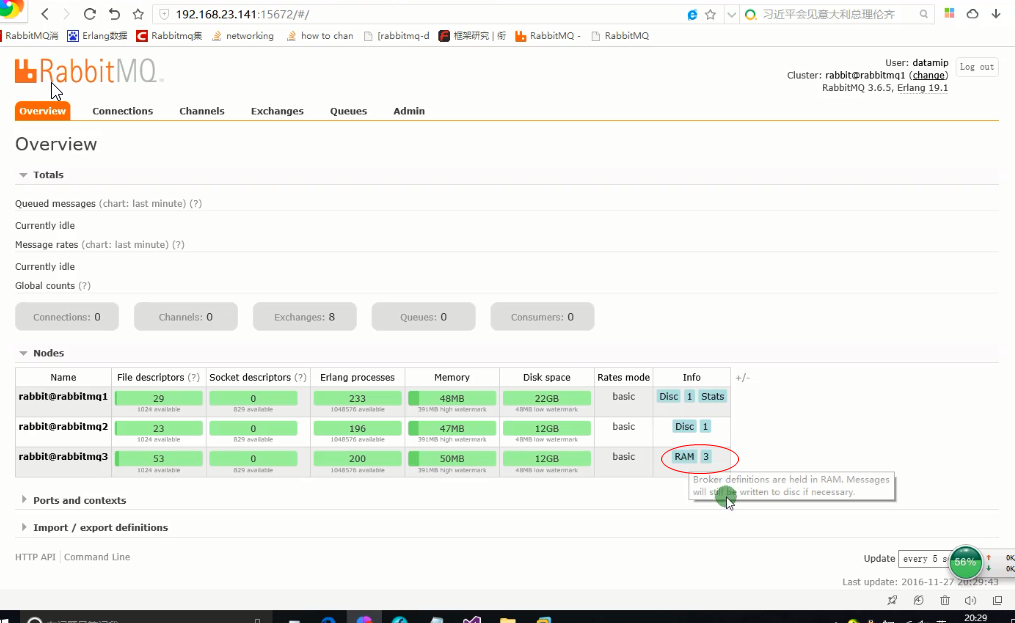 192.168.23.141:15672/#/
习近平会见意大利总理伦齐
RabbitMQ消 Erlang数据 Rabbitmq集 networking how to chan [rabbitmq-d 框架研究 | 衔 RabbitMQ - RabbitMQ
RabbitMQ
User: datamip
Log out
Cluster: rabbit@rabbitmq1 (change)
RabbitMQ 3.6.5, Erlang 19.1
Overview Connections Channels Exchanges Queues Admin
Overview
Totals
Queued messages (chart: last minute) (?)
Currently idle
Message rates (chart: last minute) (?)
Currently idle
Global counts (?)
Connections: 0 Channels: 0 Exchanges: 8 Queues: 0 Consumers: 0
Nodes
Name File descriptors (?) Socket descriptors (?) Erlang processes Memory Disk space Rates mode Info +/-
rabbit@rabbitmq1 29 0 233 48MB 22GB basic Disc 1 Stats
1024 available 829 available 1048576 available 391MB high watermark 48MB low watermark
rabbit@rabbitmq2 23 0 196 47MB 12GB basic Disc 1
1024 available 829 available 1048576 available 391MB high watermark 48MB low watermark
rabbit@rabbitmq3 53 0 200 50MB 12GB basic RAM 3
1024 available 829 available 1048576 available 391MB high watermark 48MB low watermark
Broker definitions are held in RAM. Messages
will still be written to disc if necessary.
Ports and contexts
Import / export definitions
HTTP API Command Line
Update every 5 s
56%
0K
0K
Last update: 2016-11-27 20:29:43
20:29